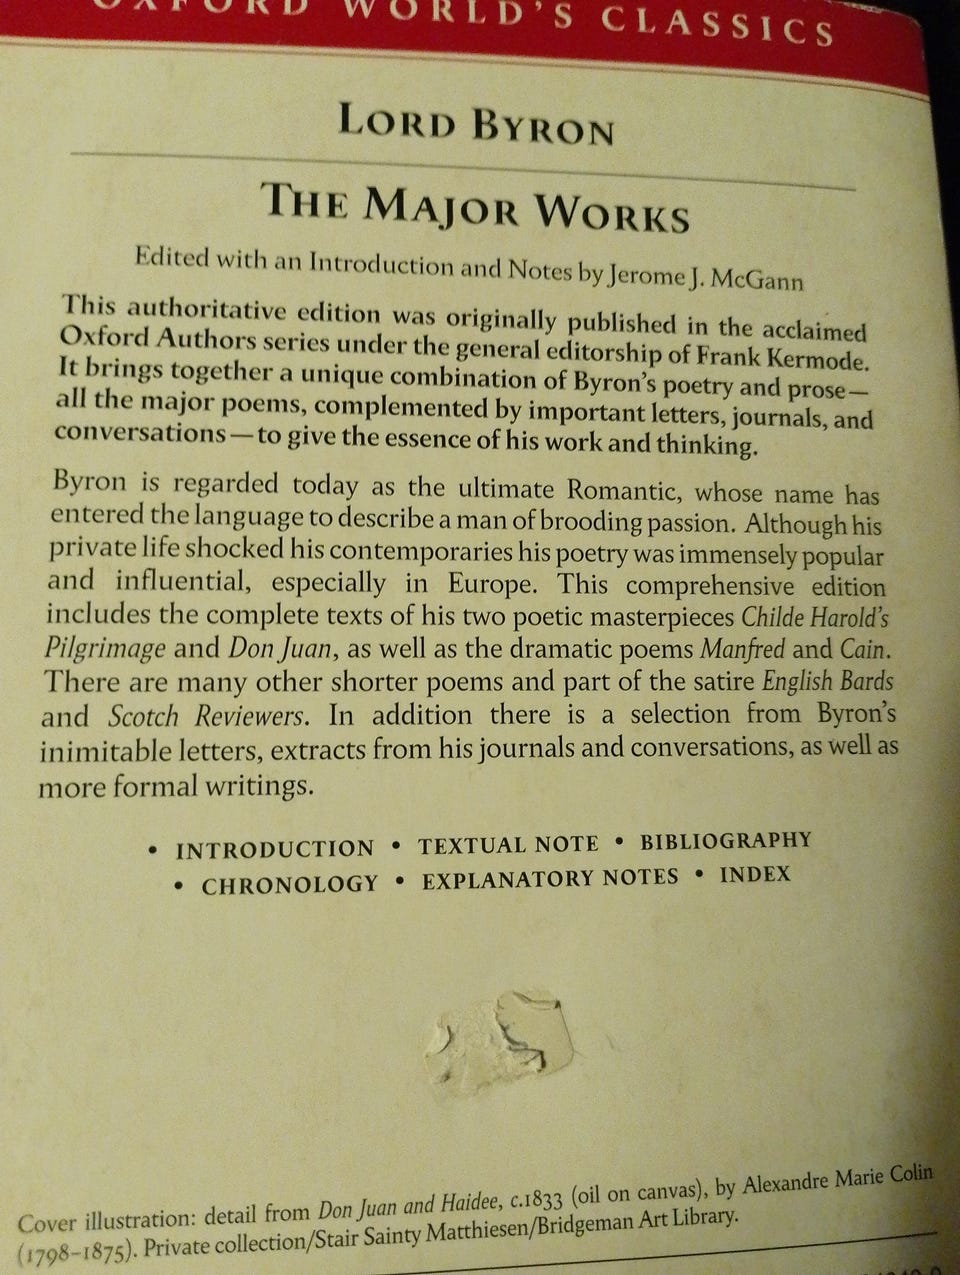 OXFORD WORLD'S CLASSICS
LORD BYRON
THE MAJOR WORKS
Edited with an Introduction and Notes by Jerome J. McGann
This authoritative edition was originally published in the acclaimed
Oxford Authors series under the general editorship of Frank Kermode.
It brings together a unique combination of Byron's poetry and prose—
all the major poems, complemented by important letters, journals, and
conversations—to give the essence of his work and thinking.
Byron is regarded today as the ultimate Romantic, whose name has
entered the language to describe a man of brooding passion. Although his
private life shocked his contemporaries his poetry was immensely popular
and influential, especially in Europe. This comprehensive edition
includes the complete texts of his two poetic masterpieces Childe Harold's
Pilgrimage and Don Juan, as well as the dramatic poems Manfred and Cain.
There are many other shorter poems and part of the satire English Bards
and Scotch Reviewers. In addition there is a selection from Byron's
inimitable letters, extracts from his journals and conversations, as well as
more formal writings.
• INTRODUCTION • TEXTUAL NOTE • BIBLIOGRAPHY
• CHRONOLOGY • EXPLANATORY NOTES • INDEX
Cover illustration: detail from Don Juan and Haidee, c.1833 (oil on canvas), by Alexandre Marie Colin
(1798–1875). Private collection/Stair Sainty Matthiesen/Bridgeman Art Library.